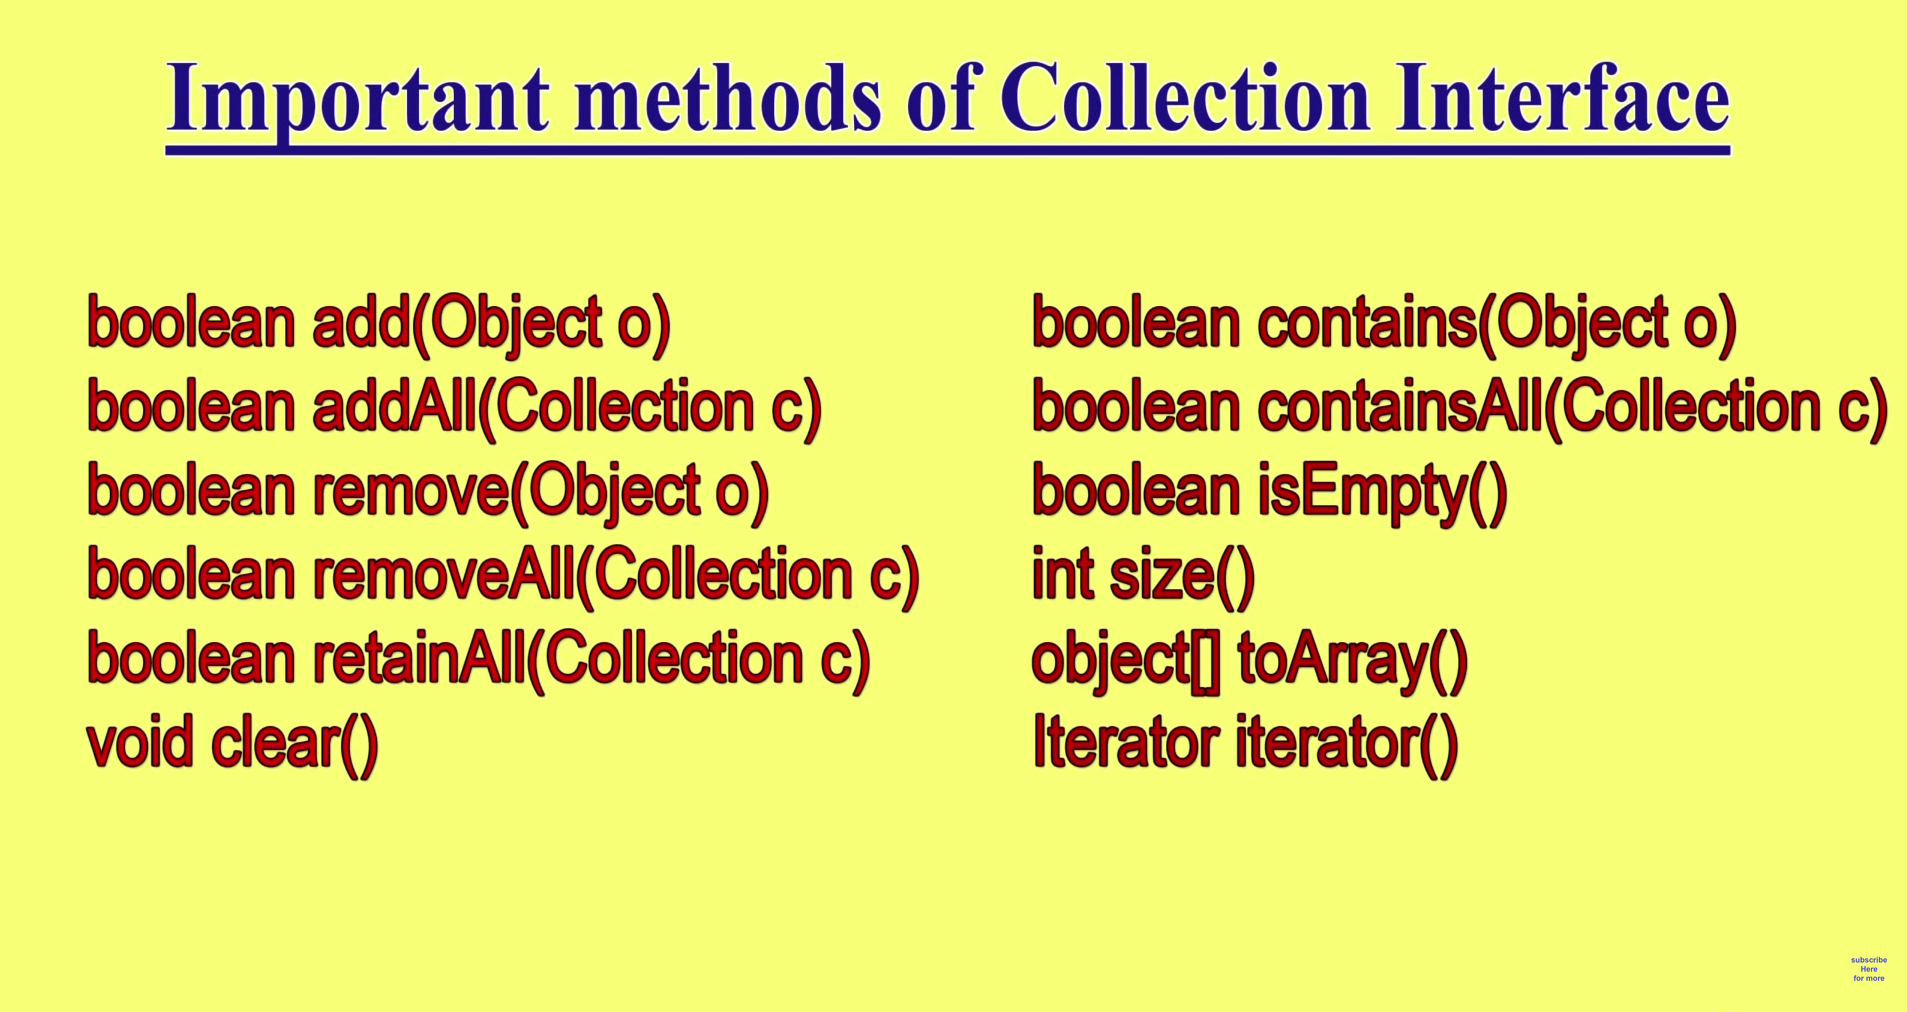 Important methods of Collection Interface
boolean add(Object o)
boolean addAll(Collection c)
boolean remove(Object o)
boolean removeAll(Collection c)
boolean retainAll(Collection c)
void clear()
boolean contains(Object o)
boolean containsAll(Collection c)
boolean isEmpty()
int size()
object[] toArray()
Iterator iterator()
subscribe
Here
for more